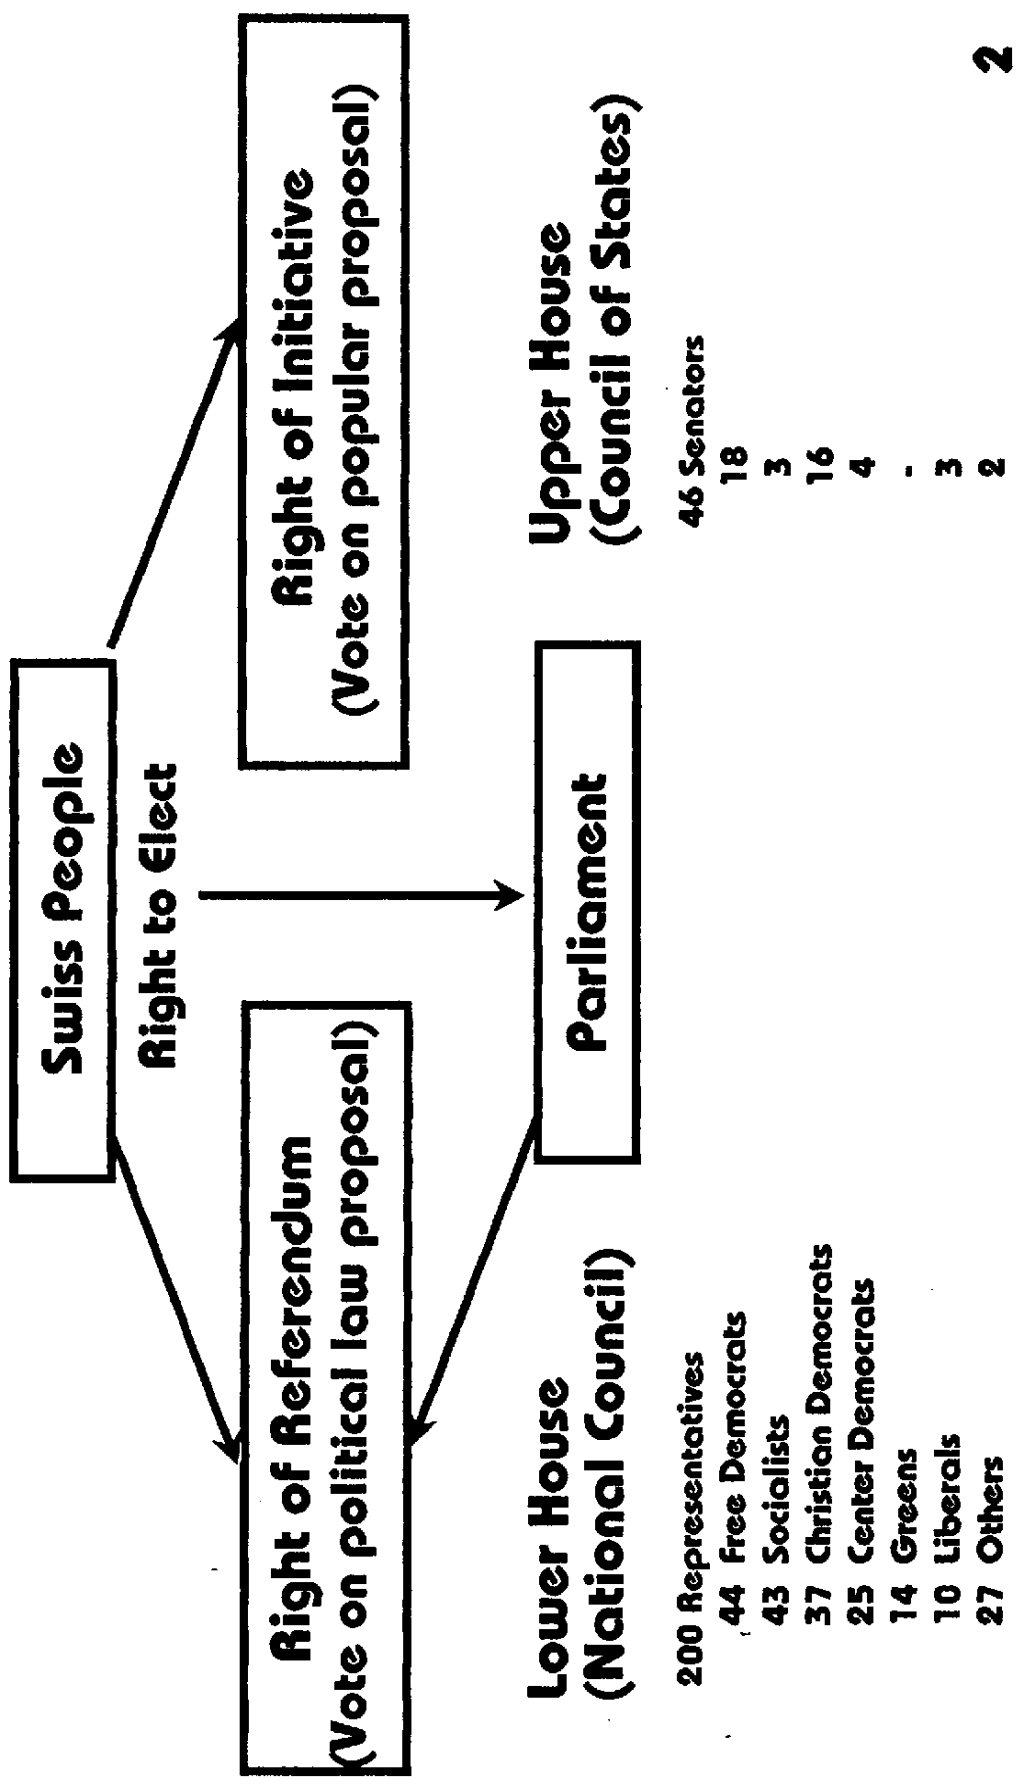 Swiss People
Right to Elect
Right of Referendum
(Vote on political law proposal)
Right of Initiative
(Vote on popular proposal)
Parliament
Lower House
(National Council)
200 Representatives
44 Free Democrats
43 Socialists
37 Christian Democrats
25 Center Democrats
14 Greens
10 Liberals
27 Others
Upper House
(Council of States)
46 Senators
18
3
16
4
-
3
2
2